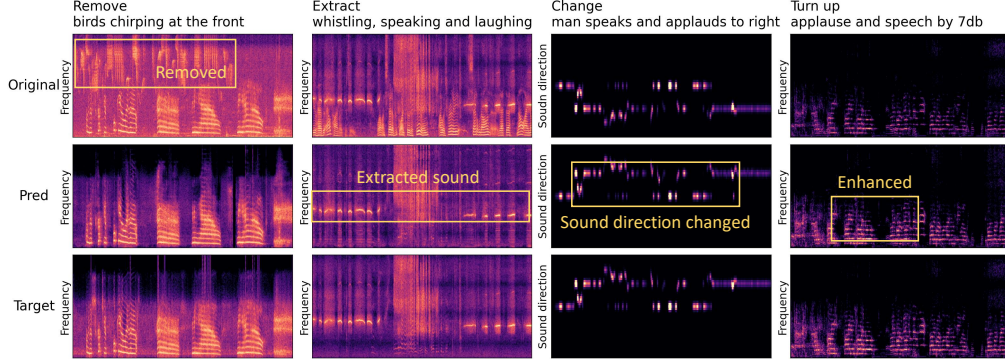 Remove
birds chirping at the front
Extract
whistling, speaking and laughing
Change
man speaks and applauds to right
Turn up
applause and speech by 7db
Original
Frequency
Removed
Frequency
Soudn direction
Frequency
Pred
Frequency
Frequency
Extracted sound
Sound direction
Sound direction changed
Frequency
Enhanced
Target
Frequency
Frequency
Sound direction
Frequency